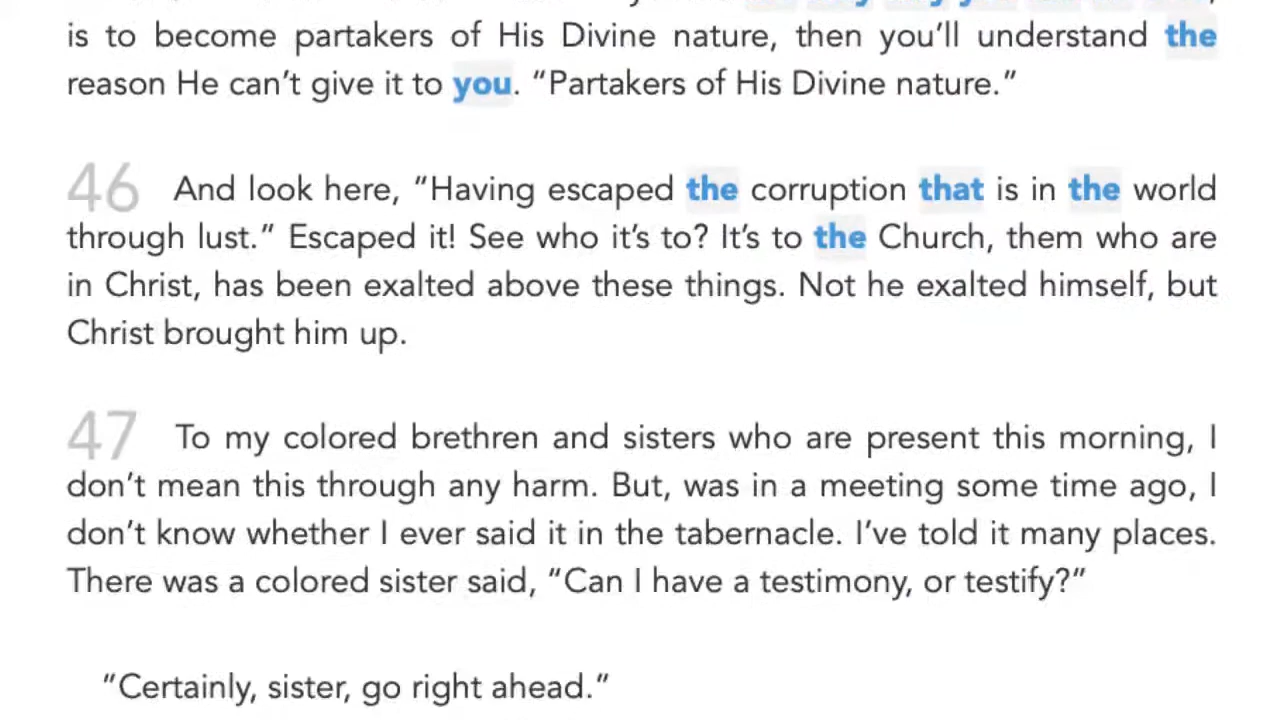 is to become partakers of His Divine nature, then you'll understand the
reason He can't give it to you. “Partakers of His Divine nature.”
46 And look here, “Having escaped the corruption that is in the world
through lust.” Escaped it! See who it's to? It's to the Church, them who are
in Christ, has been exalted above these things. Not he exalted himself, but
Christ brought him up.
47 To my colored brethren and sisters who are present this morning, I
don't mean this through any harm. But, was in a meeting some time ago, I
don't know whether I ever said it in the tabernacle. I've told it many places.
There was a colored sister said, “Can I have a testimony, or testify?”
“Certainly, sister, go right ahead.”